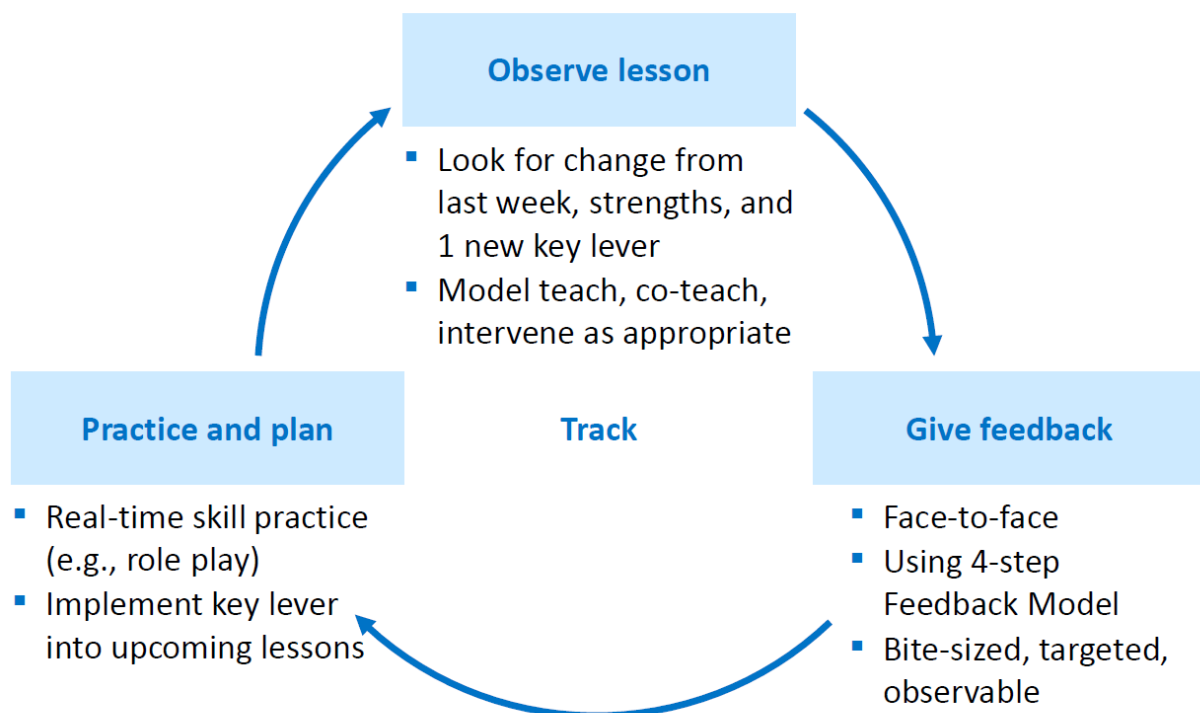 Observe lesson
▪ Look for change from
last week, strengths, and
1 new key lever
▪ Model teach, co-teach,
intervene as appropriate
Practice and plan
Track
Give feedback
▪ Real-time skill practice
(e.g., role play)
▪ Implement key lever
into upcoming lessons
▪ Face-to-face
▪ Using 4-step
Feedback Model
▪ Bite-sized, targeted,
observable